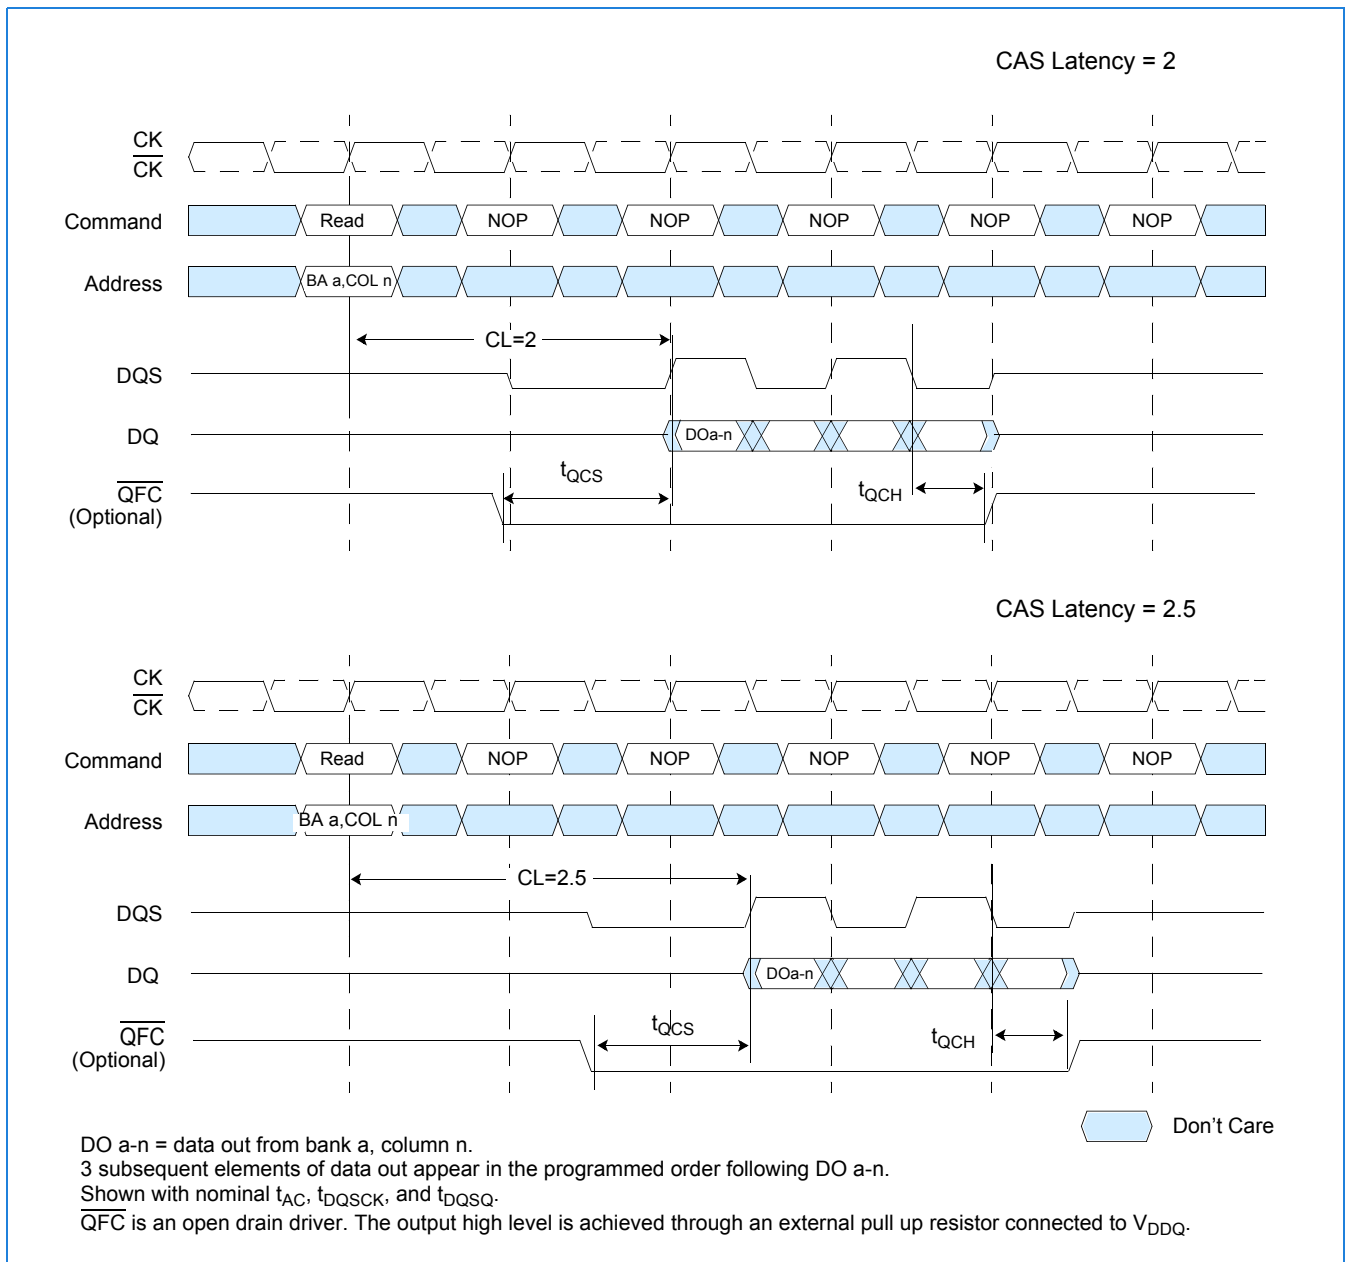 CAS Latency = 2
CK
CK
Command
Read
NOP
NOP
NOP
NOP
NOP
Address
BA a,COL n
CL=2
DQS
DQ
DOa-n
tQCS
tQCH
QFC
(Optional)
CAS Latency = 2.5
CK
CK
Command
Read
NOP
NOP
NOP
NOP
NOP
Address
BA a,COL n
CL=2.5
DQS
DQ
DOa-n
tQCS
tQCH
QFC
(Optional)
Don't Care
DO a-n = data out from bank a, column n.
3 subsequent elements of data out appear in the programmed order following DO a-n.
Shown with nominal tAC, tDQSCK, and tDQSQ.
QFC is an open drain driver. The output high level is achieved through an external pull up resistor connected to VDDQ.